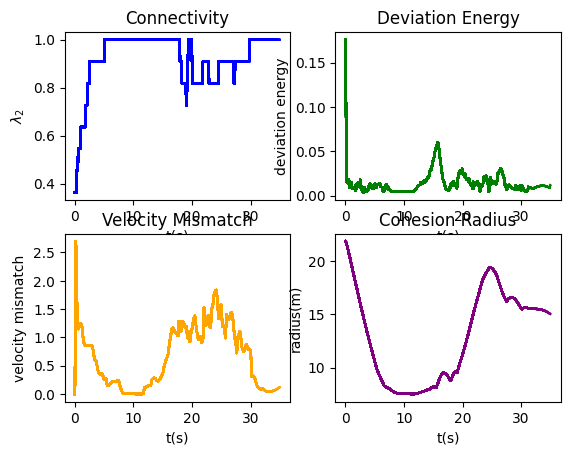 Connectivity
1.0
0.8
0.6
0.4
λ2
0 10 20 30
t(s)
Deviation Energy
0.15
0.10
0.05
0.00
deviation energy
0 10 20 30
t(s)
Velocity Mismatch
2.5
2.0
1.5
1.0
0.5
0.0
velocity mismatch
0 10 20 30
t(s)
Cohesion Radius
20
15
10
radius(m)
0 10 20 30
t(s)